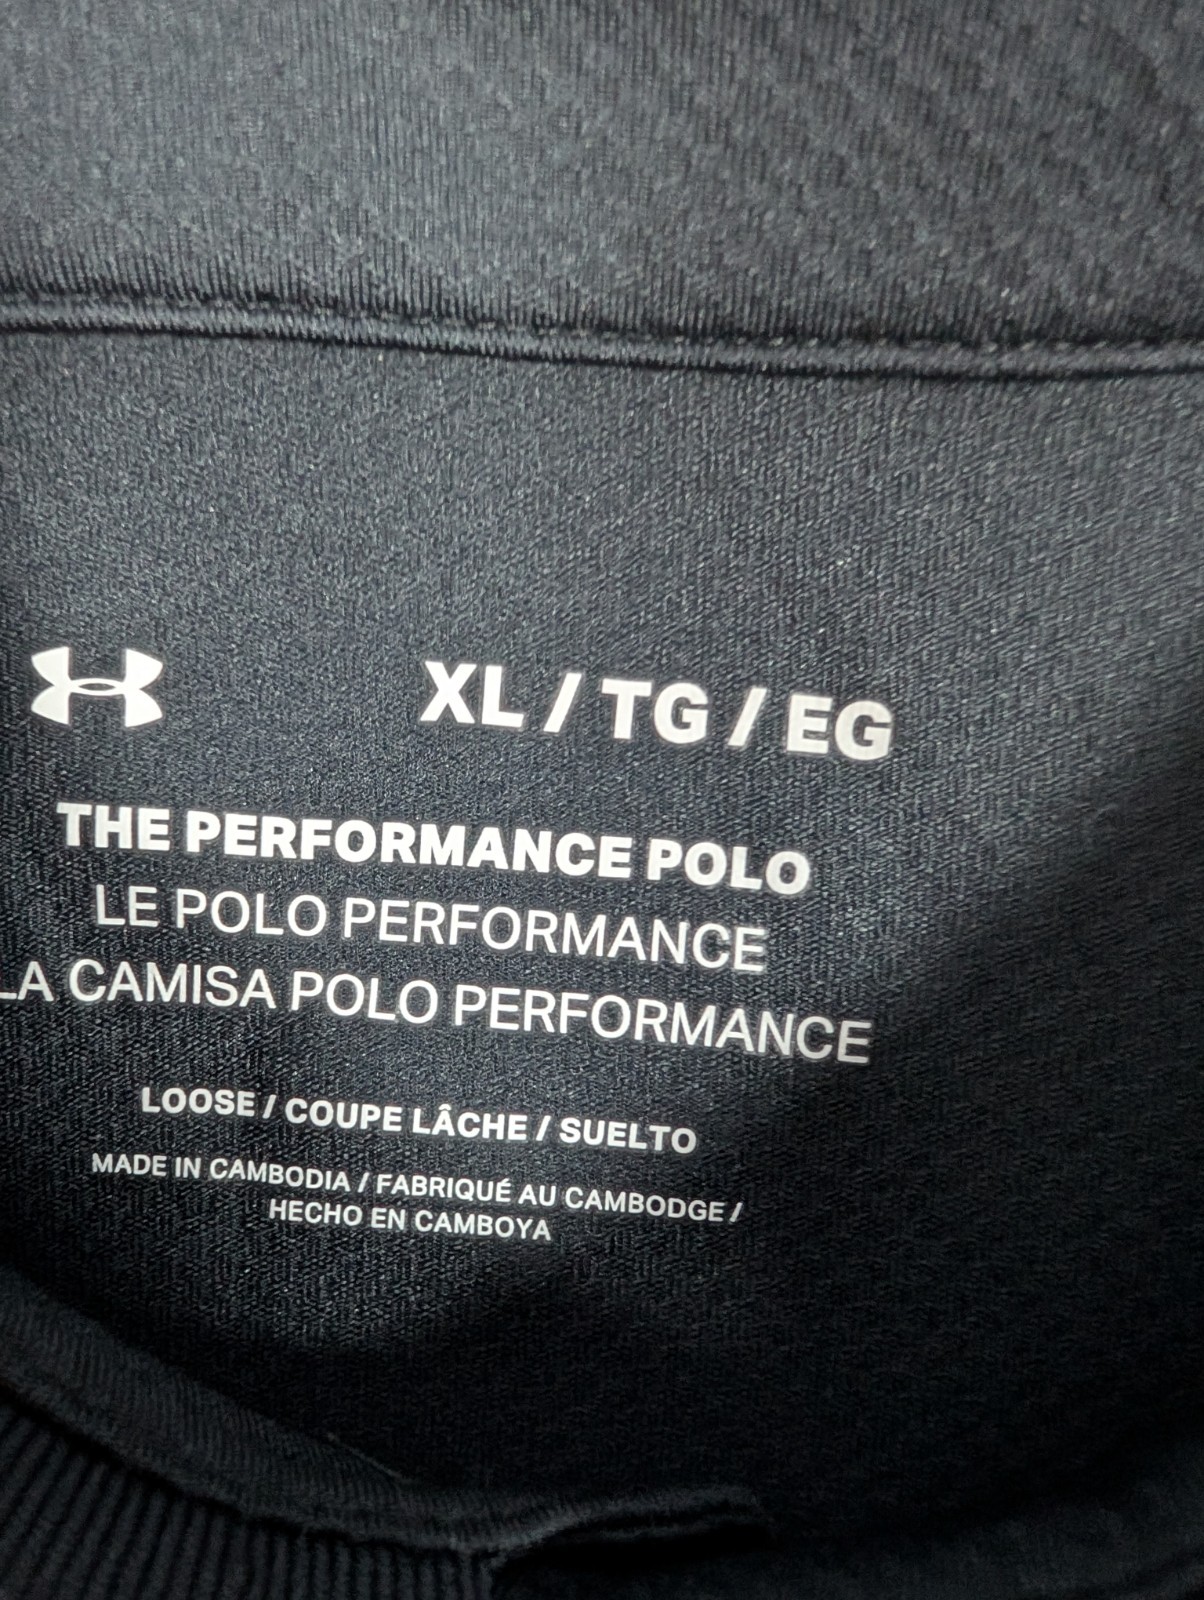 XL / TG / EG
THE PERFORMANCE POLO
LE POLO PERFORMANCE
LA CAMISA POLO PERFORMANCE
LOOSE / COUPE LÂCHE / SUELTO
MADE IN CAMBODIA / FABRIQUÉ AU CAMBODGE /
HECHO EN CAMBOYA